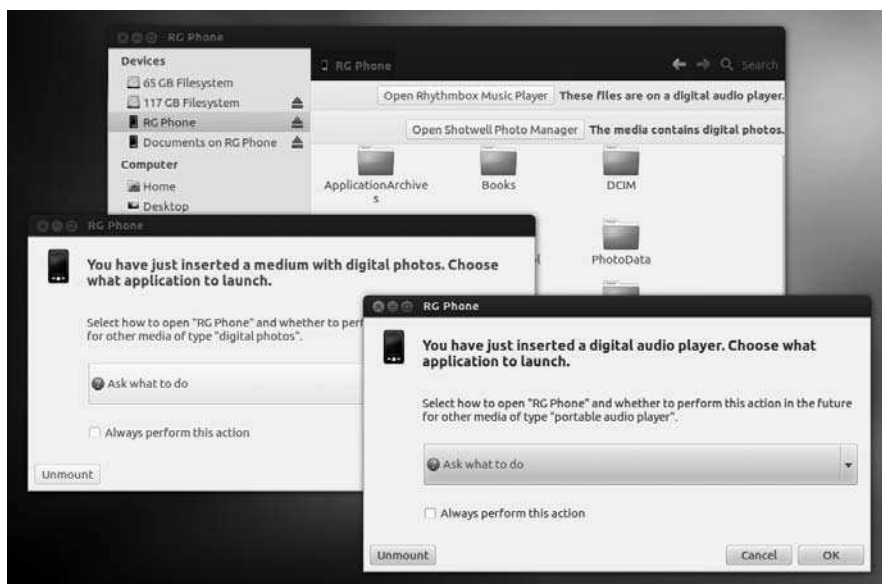 RG Phone
Devices
65 GB Filesystem
117 GB Filesystem
RG Phone
Documents on RG Phone
Computer
Home
Desktop
RG Phone
Search
Open Rhythmbox Music Player These files are on a digital audio player.
Open Shotwell Photo Manager The media contains digital photos.
ApplicationArchive
s
Books
DCIM
PhotoData
RG Phone
You have just inserted a medium with digital photos. Choose
what application to launch.
Select how to open "RG Phone" and whether to perf
for other media of type "digital photos".
Ask what to do
Always perform this action
Unmount
RG Phone
You have just inserted a digital audio player. Choose what
application to launch.
Select how to open "RG Phone" and whether to perform this action in the future
for other media of type "portable audio player".
Ask what to do
Always perform this action
Unmount
Cancel
OK